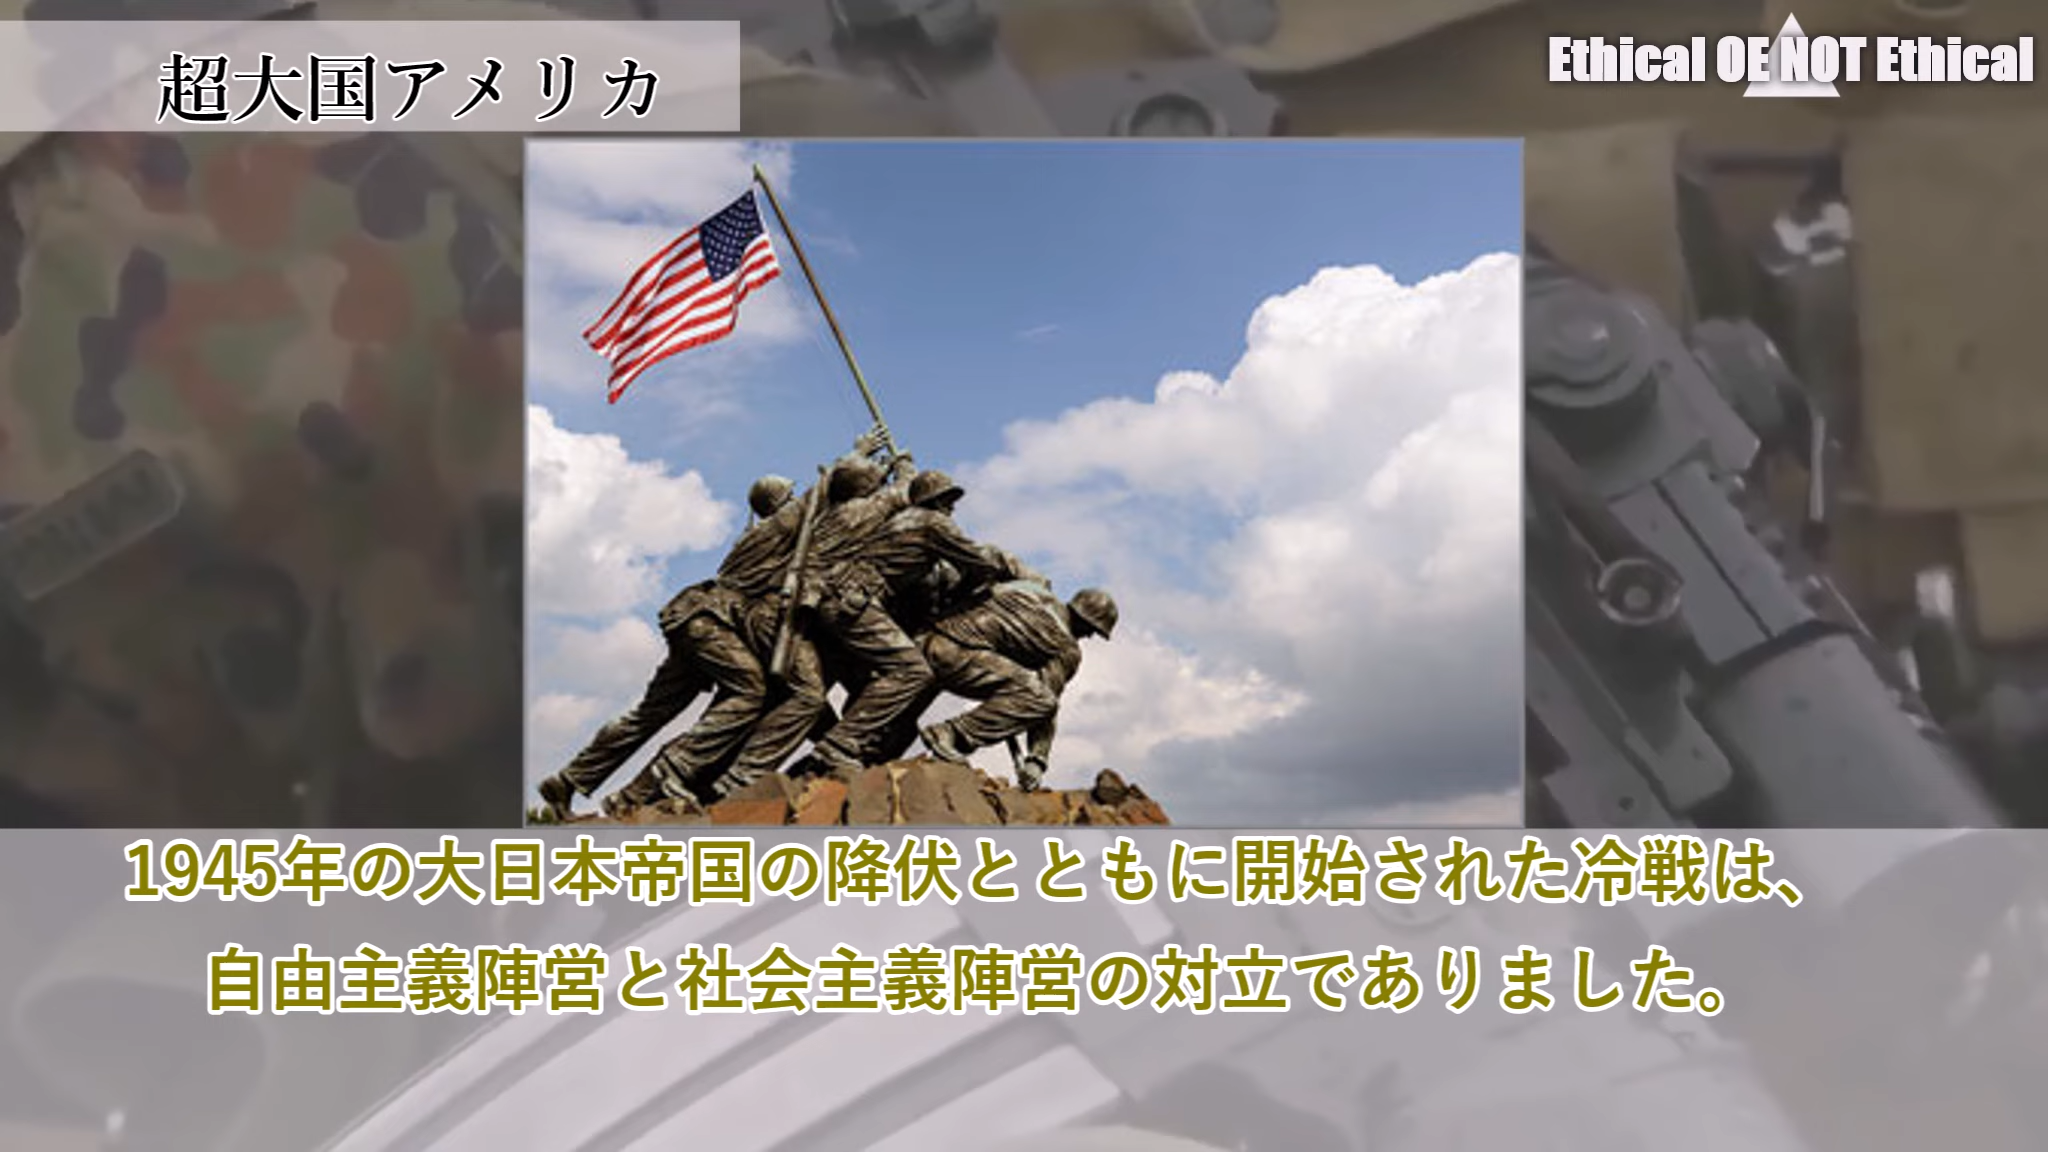 超大国アメリカ
Ethical OE NOT Ethical
1945年の大日本帝国の降伏とともに開始された冷戦は、
自由主義陣営と社会主義陣営の対立でありました。